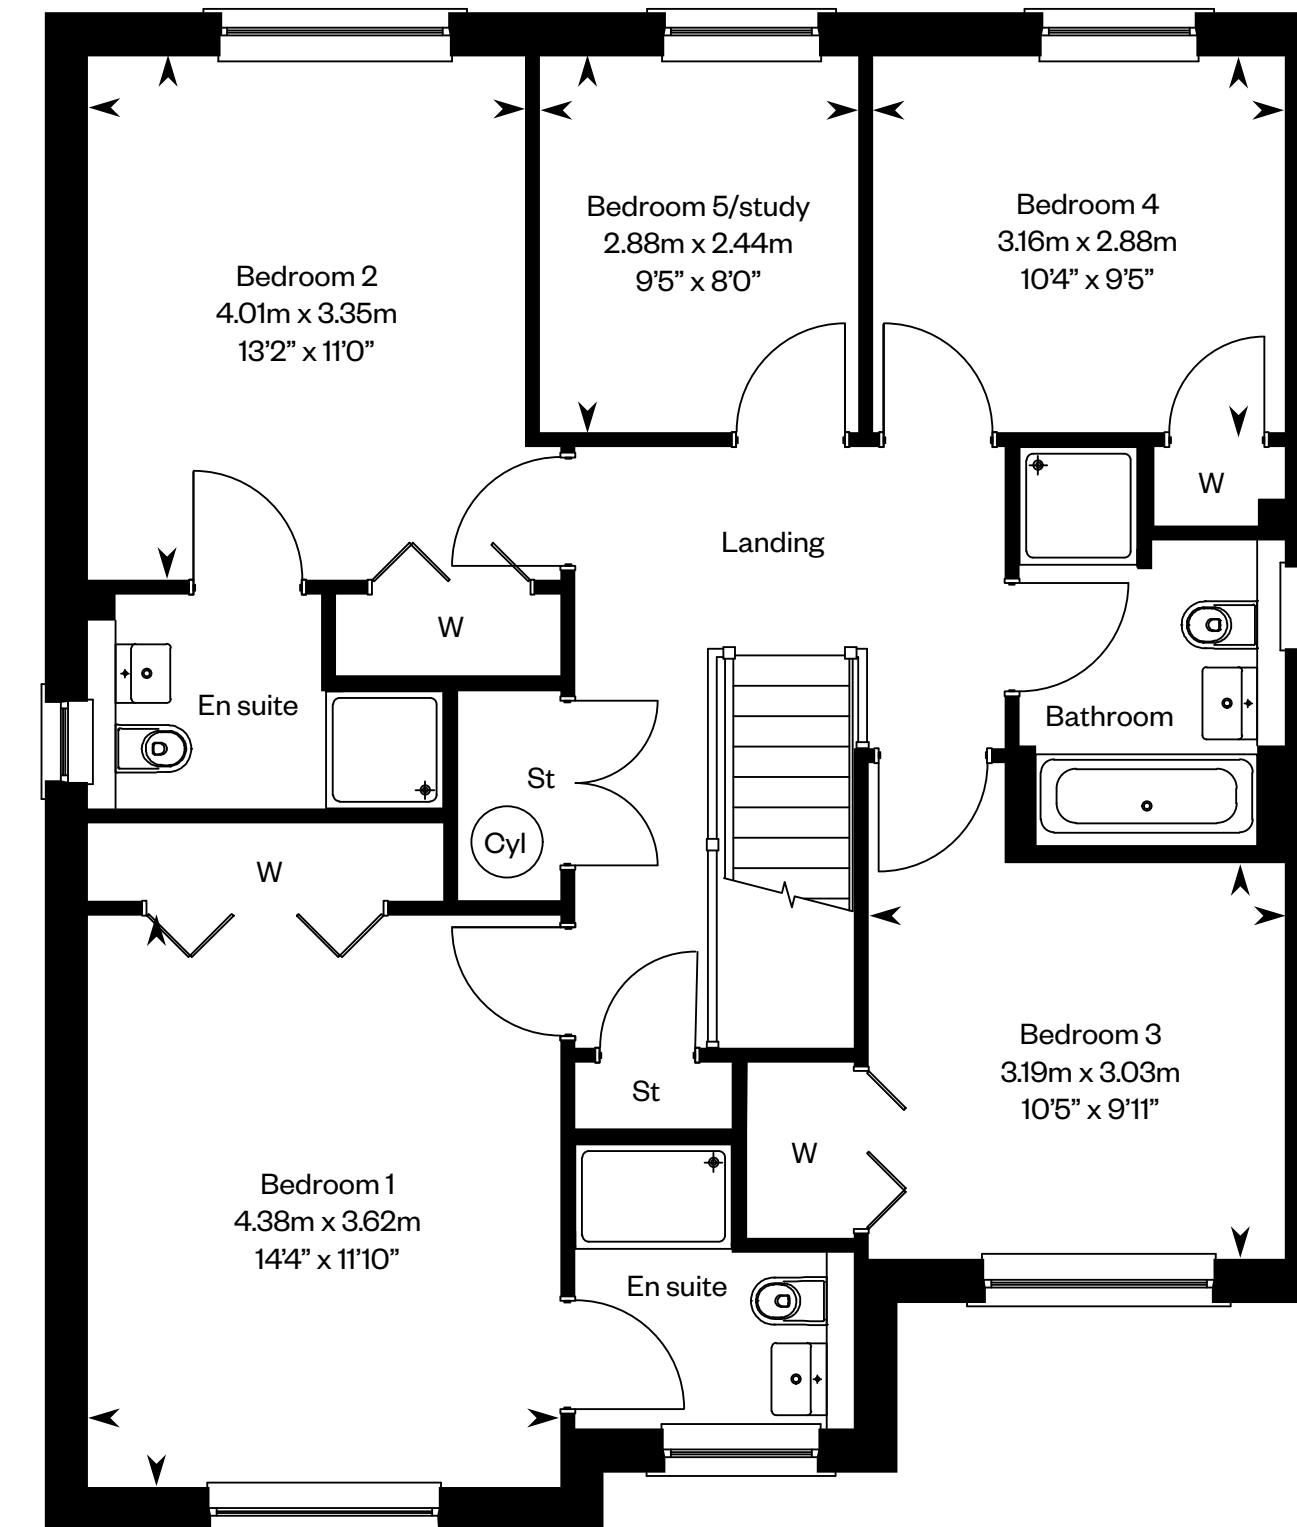 Bedroom 5/study
2.88m x 2.44m
9’5” x 8’0”
Bedroom 4
3.16m x 2.88m
10’4” x 9’5”
Bedroom 2
4.01m x 3.35m
13’2” x 11’0”
W
Landing
W
En suite
Bathroom
St
Cyl
W
Bedroom 3
3.19m x 3.03m
10’5” x 9’11”
St
W
Bedroom 1
4.38m x 3.62m
14’4” x 11’10”
En suite